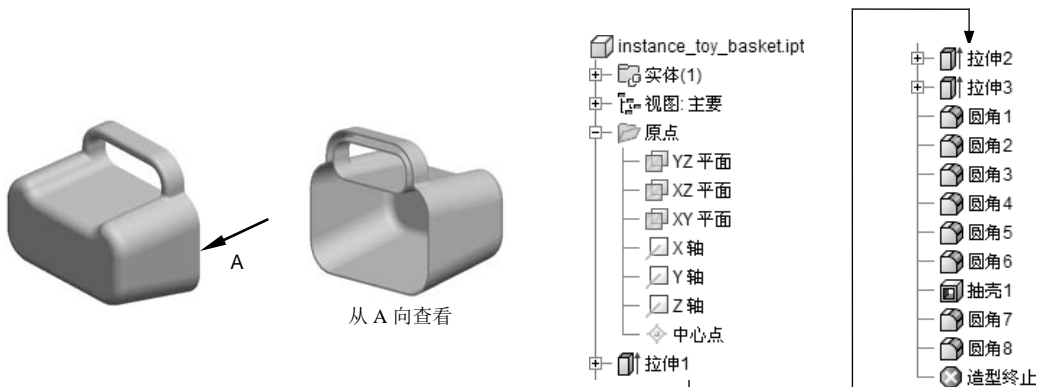 A
从 A 向查看
instance_toy_basket.ipt
实体(1)
视图: 主要
原点
YZ 平面
XZ 平面
XY 平面
X 轴
Y 轴
Z 轴
中心点
拉伸1
拉伸2
拉伸3
圆角1
圆角2
圆角3
圆角4
圆角5
圆角6
抽壳1
圆角7
圆角8
造型终止